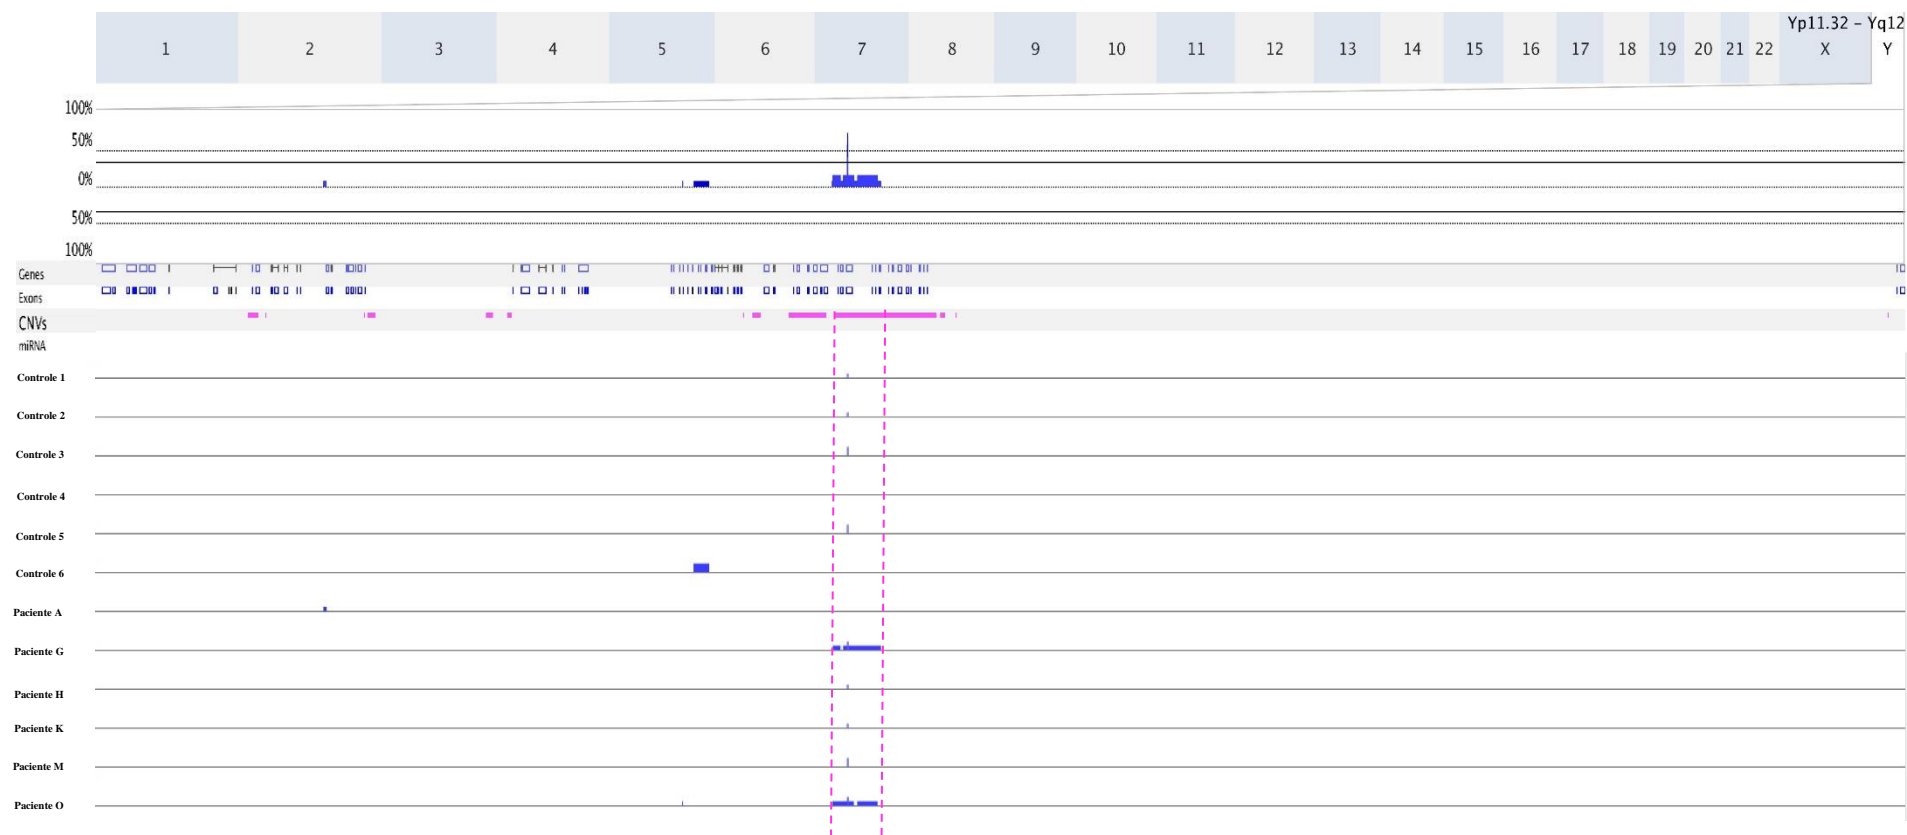 Yp11.32 – Yq12
1 2 3 4 5 6 7 8 9 10 11 12 13 14 15 16 17 18 19 20 21 22 X Y
100%
50%
0%
50%
100%
Genes
Exons
CNVs
miRNA
Controle 1
Controle 2
Controle 3
Controle 4
Controle 5
Controle 6
Paciente A
Paciente G
Paciente H
Paciente K
Paciente M
Paciente O